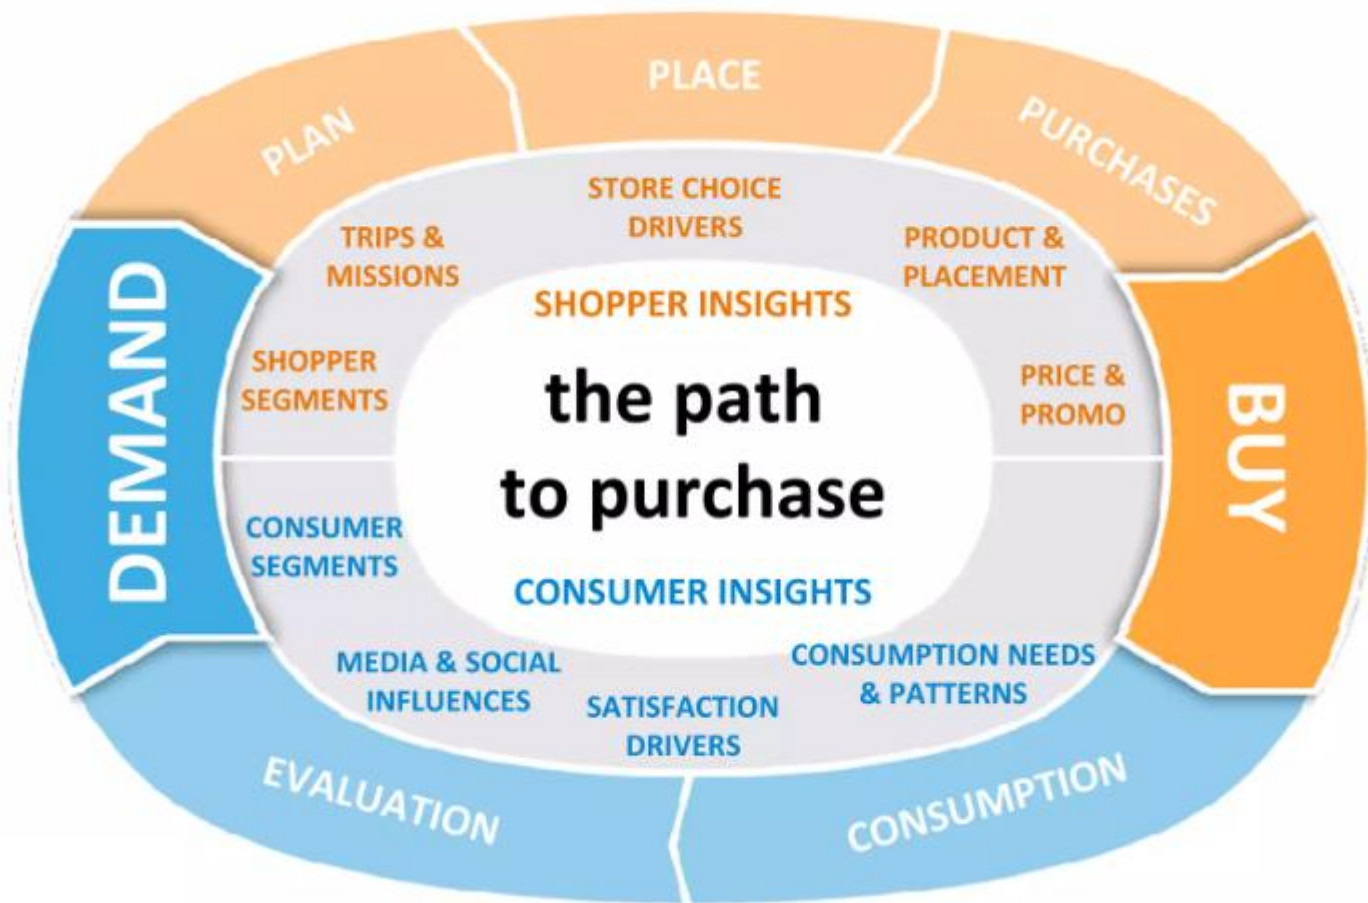 PLAN
PLACE
PURCHASES
DEMAND
BUY
STORE CHOICE
DRIVERS
TRIPS &
MISSIONS
PRODUCT &
PLACEMENT
SHOPPER
SEGMENTS
PRICE &
PROMO
SHOPPER INSIGHTS
the path
to purchase
CONSUMER INSIGHTS
CONSUMER
SEGMENTS
MEDIA & SOCIAL
INFLUENCES
SATISFACTION
DRIVERS
CONSUMPTION NEEDS
& PATTERNS
EVALUATION
CONSUMPTION